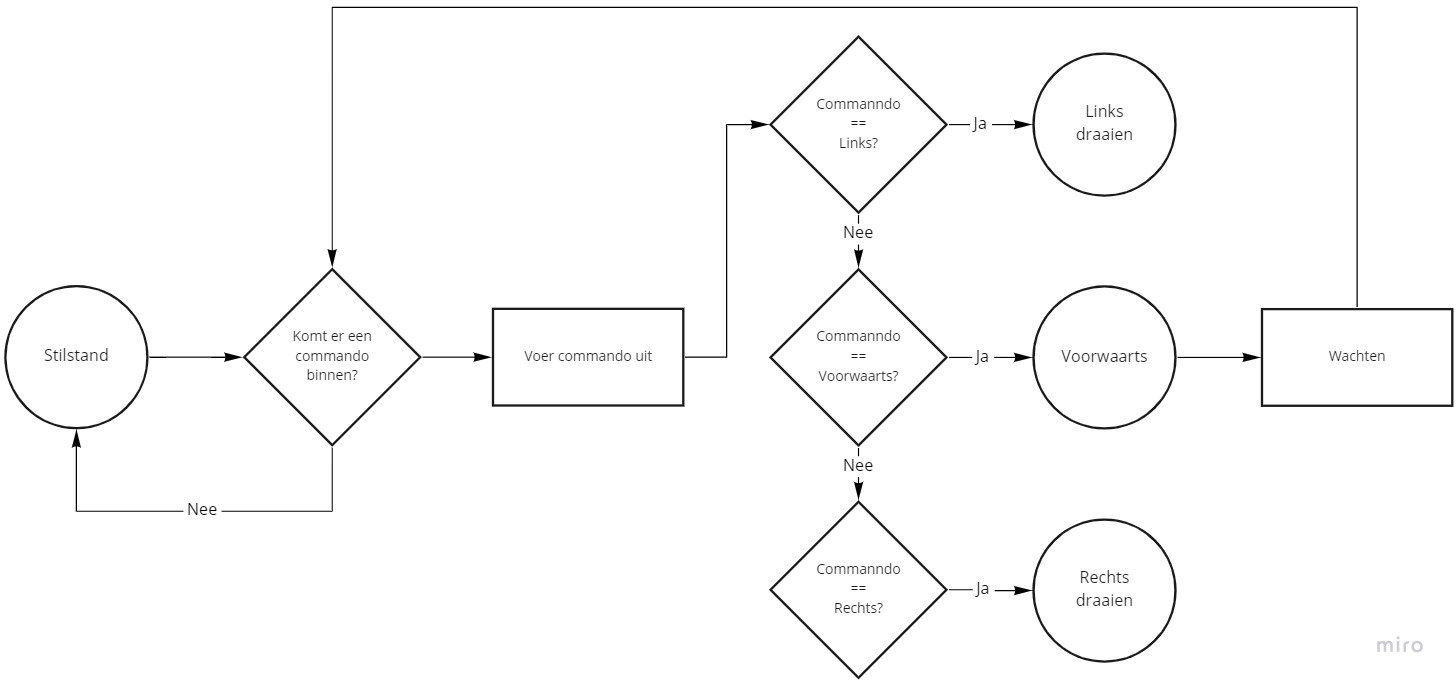 Stilstand
Komt er een
commando
binnen?
Nee
Voer commando uit
Commanndo
==
Links?
Ja
Links
draaien
Nee
Commanndo
==
Voorwaarts?
Ja
Voorwaarts
Wachten
Nee
Commanndo
==
Rechts?
Ja
Rechts
draaien
miro